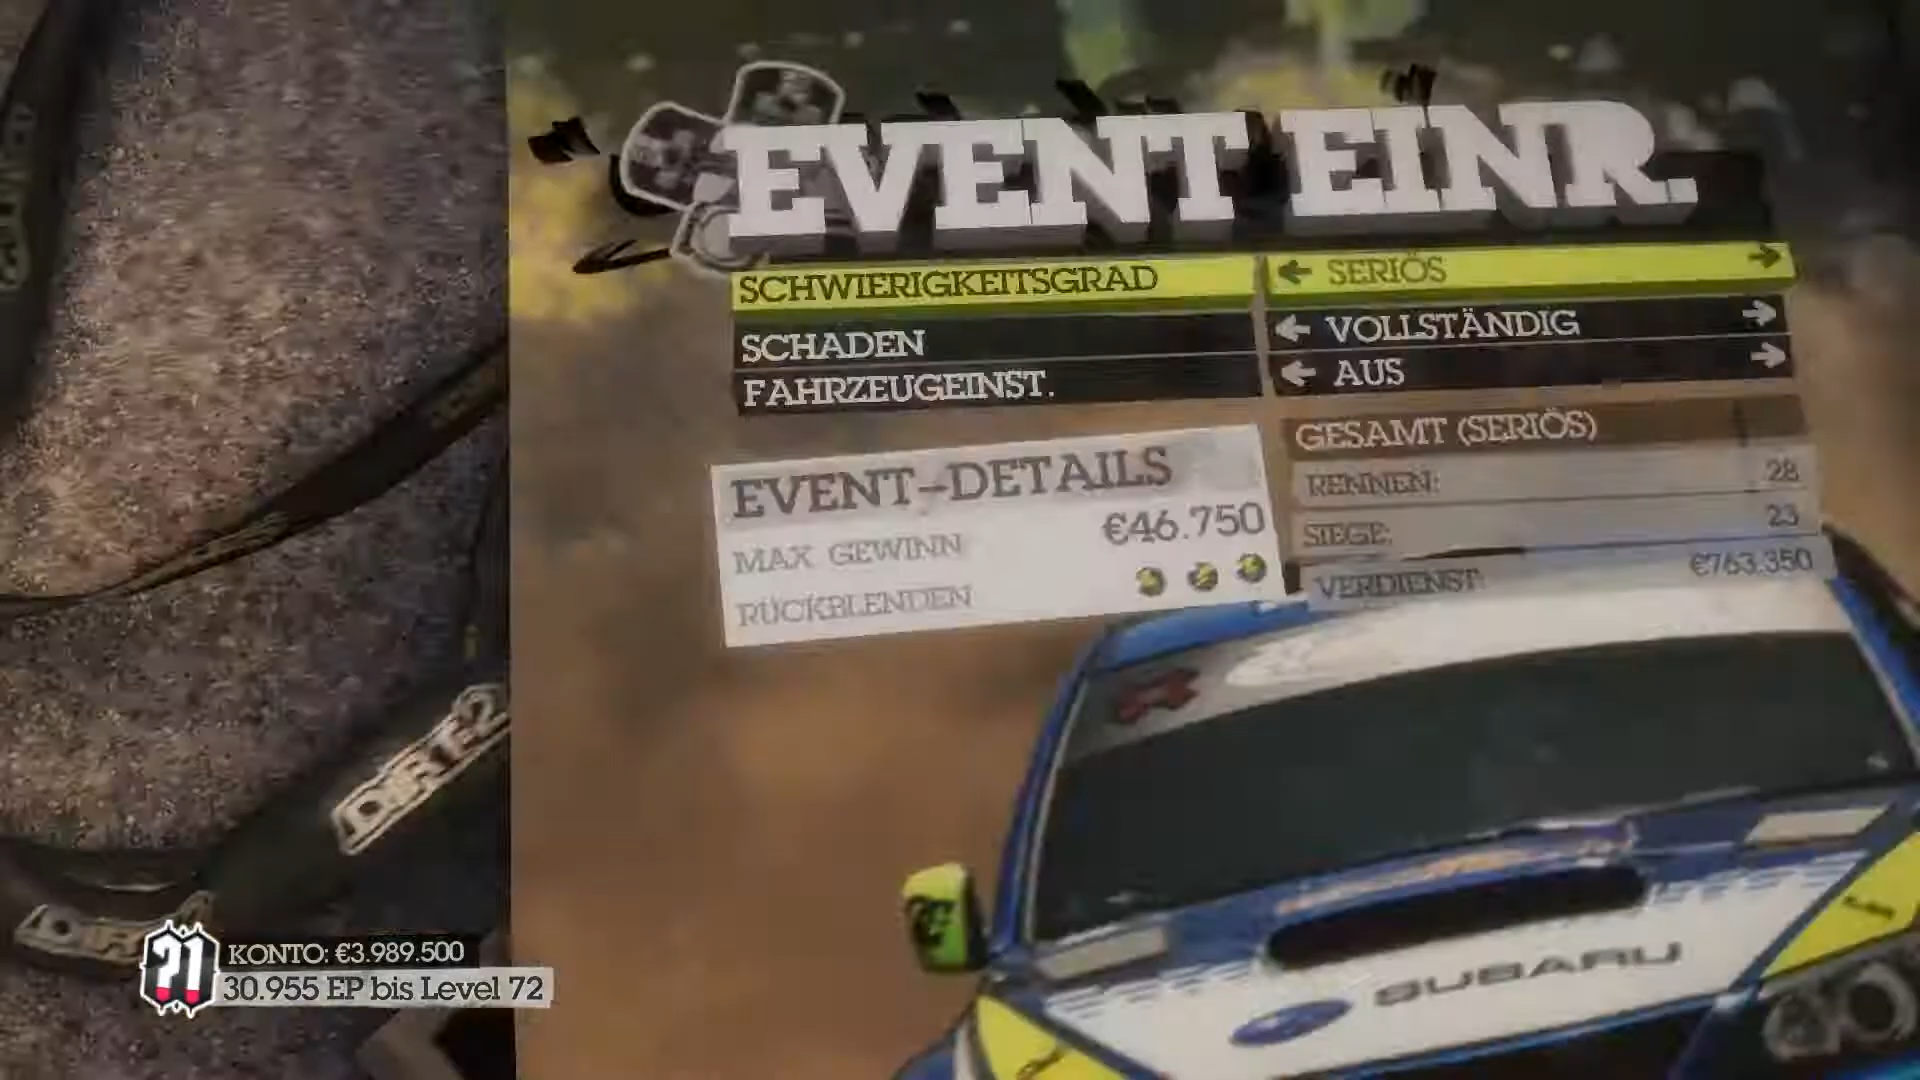 EVENT EINR.
SCHWIERIGKEITSGRAD SERIÖS
SCHADEN VOLLSTÄNDIG
FAHRZEUGEINST. AUS
EVENT-DETAILS
MAX GEWINN €46.750
RÜCKBLENDEN
GESAMT (SERIÖS)
RENNEN: 28
SIEGE: 23
VERDIENST: €763.350
DIRT2
SUBARU
71
KONTO: €3.989.500
30.955 EP bis Level 72